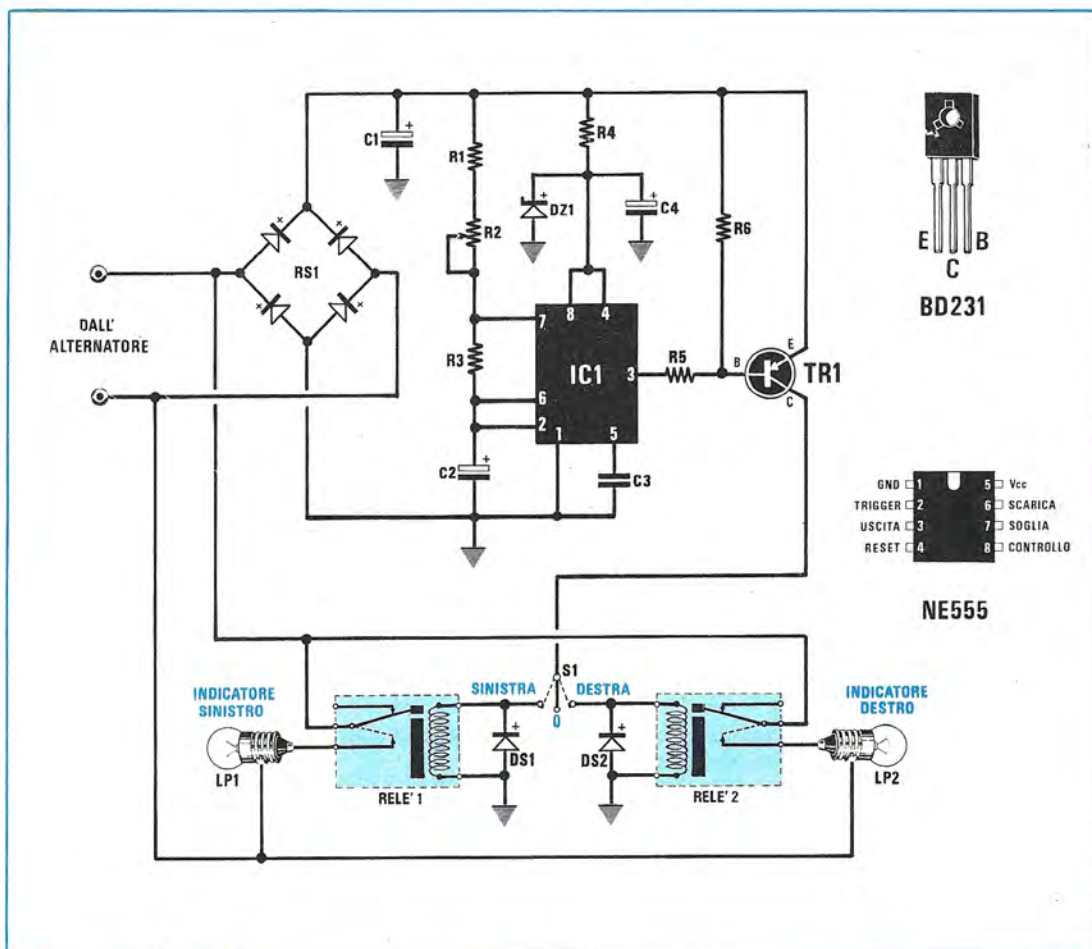 C1
R1
R2
R3
C2
RS1
DALL'
ALTERNATORE
R4
DZ1
C4
R6
7
8
4
IC1
3
6
2
1
5
C3
R5
B
E
TR1
C
E
B
C
BD231
GND 1
TRIGGER 2
USCITA 3
RESET 4
5 Vcc
6 SCARICA
7 SOGLIA
8 CONTROLLO
NE555
INDICATORE
SINISTRO
LP1
RELE' 1
SINISTRA
S1
DESTRA
0
DS1
DS2
RELE' 2
INDICATORE
DESTRO
LP2